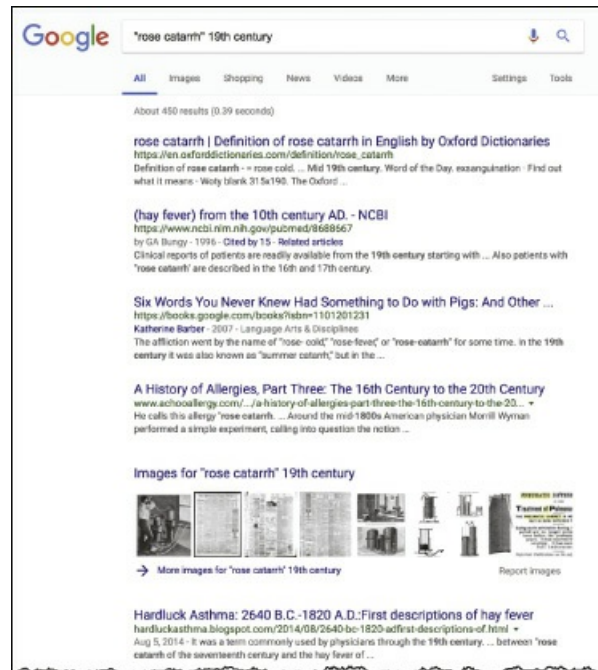 Google
"rose catarrh" 19th century
All Images Shopping News Videos More Settings Tools
About 450 results (0.39 seconds)
rose catarrh | Definition of rose catarrh in English by Oxford Dictionaries
https://en.oxforddictionaries.com/definition/rose_catarrh
Definition of rose catarrh - = rose cold. ... Mid 19th century. Word of the Day. exsanguination · Find out
what it means · Woty blank 315x190. The Oxford ...
(hay fever) from the 10th century AD. - NCBI
https://www.ncbi.nlm.nih.gov/pubmed/8688667
by GA Bungy - 1996 - Cited by 15 - Related articles
Clinical reports of patients are readily available from the 19th century starting with ... Also patients with
"rose catarrh' are described in the 16th and 17th century.
Six Words You Never Knew Had Something to Do with Pigs: And Other ...
https://books.google.com/books?isbn=1101201231
Katherine Barber - 2007 - Language Arts & Disciplines
The affliction went by the name of "rose- cold," "rose-fever," or "rose-catarrh" for some time. In the 19th
century it was also known as "summer catarrh," but in the ...
A History of Allergies, Part Three: The 16th Century to the 20th Century
www.achooallergy.com/.../a-history-of-allergies-part-three-the-16th-century-to-the-20...
He calls this allergy "rose catarrh. ... Around the mid-1800s American physician Morrill Wyman
performed a simple experiment, calling into question the notion ...
Images for "rose catarrh" 19th century
Treatment of
→ More images for "rose catarrh" 19th century Report images
Hardluck Asthma: 2640 B.C.-1820 A.D.:First descriptions of hay fever
hardluckasthma.blogspot.com/2014/08/2640-bc-1820-adfirst-descriptions-of.html
Aug 5, 2014 - It was a term commonly used by physicians through the 19th century. ... between "rose
catarrh of the seventeenth century and the hay fever of ...